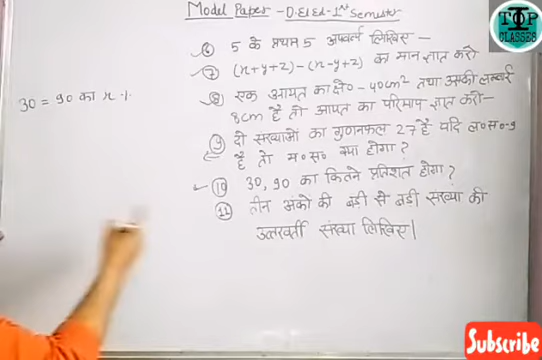 Model Paper - D.El.Ed - 1st Semister
T I P
TOP
CLASSES
6 5 के प्रथम 5 अपवर्त्य लिखिए -
7 (x+y+z) - (x-y+z) का मान ज्ञात करो
8 एक आयत का क्षे० - 40cm² तथा उसकी लम्बाई
8cm है तो आयत का परिमाप ज्ञात करो -
9 दो संख्याओं का गुणनफल 27 है यदि ल०स०-9
है तो म०स० क्या होगा?
10 30, 90 का कितने प्रतिशत होगा?
11 तीन अंकों की बड़ी से बड़ी संख्या की
उत्तरवर्ती संख्या लिखिए|
30 = 90 का x %
Subscribe